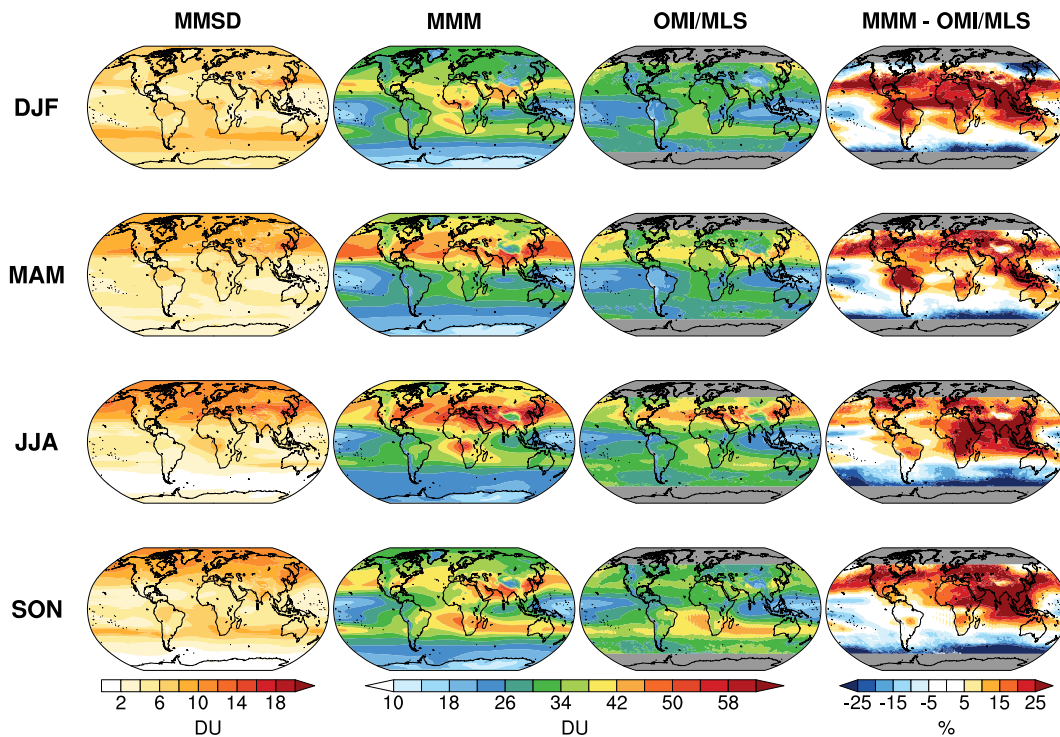 MMSD MMM OMI/MLS MMM - OMI/MLS
DJF
MAM
JJA
SON
2 6 10 14 18 10 18 26 34 42 50 58 -25 -15 -5 5 15 25
DU DU %